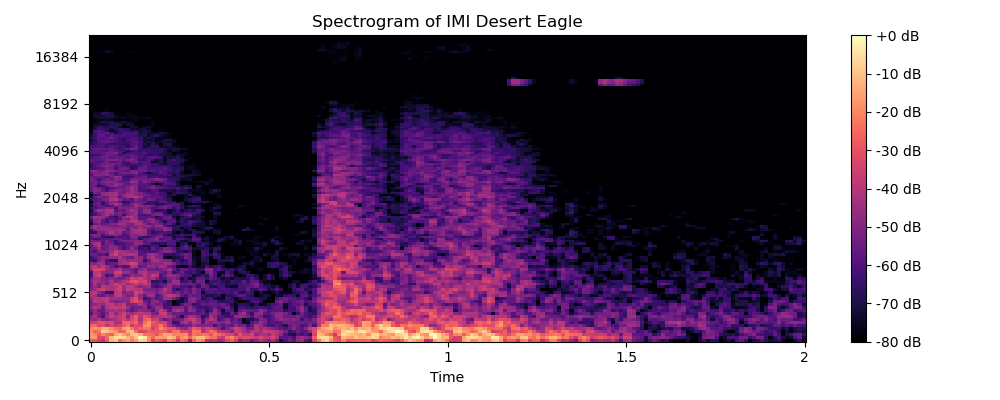 Spectrogram of IMI Desert Eagle
Hz
16384
8192
4096
2048
1024
512
0
0
0.5
1
1.5
2
Time
+0 dB
-10 dB
-20 dB
-30 dB
-40 dB
-50 dB
-60 dB
-70 dB
-80 dB